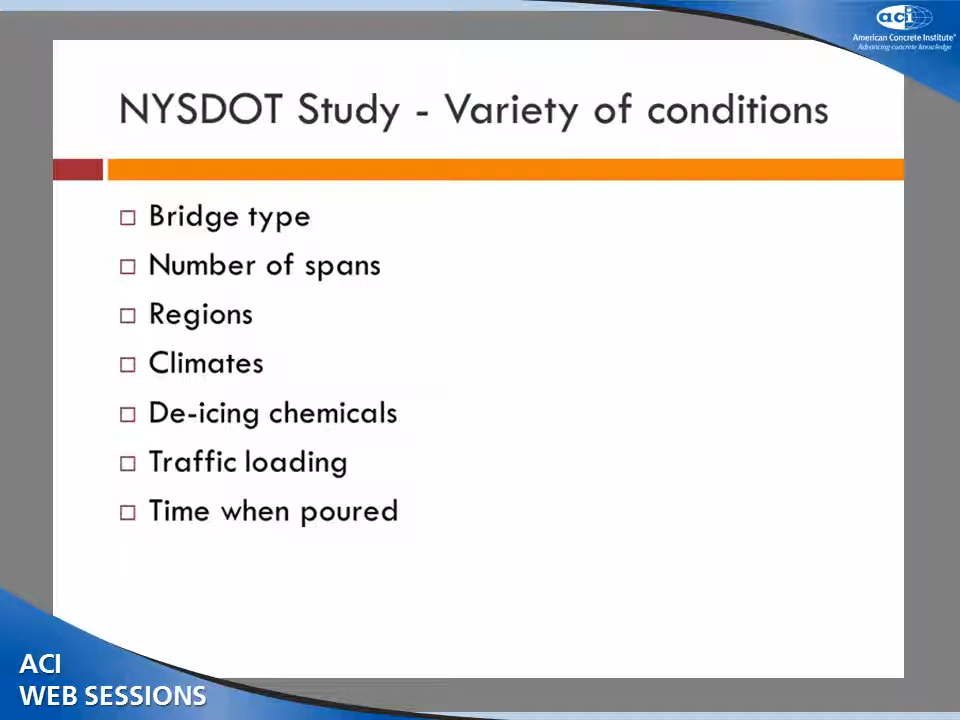 aci
American Concrete Institute®
Advancing concrete knowledge
NYSDOT Study - Variety of conditions
Bridge type
Number of spans
Regions
Climates
De-icing chemicals
Traffic loading
Time when poured
ACI
WEB SESSIONS